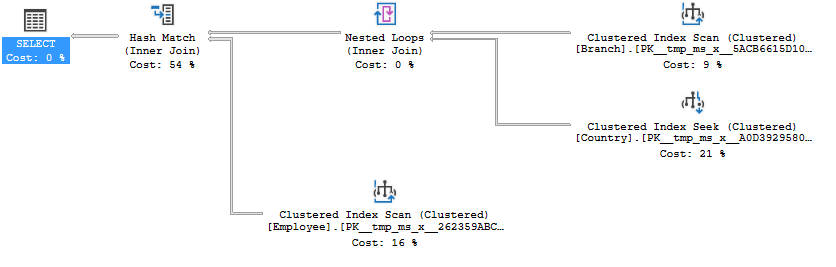 SELECT
Cost: 0 %
Hash Match
(Inner Join)
Cost: 54 %
Nested Loops
(Inner Join)
Cost: 0 %
Clustered Index Scan (Clustered)
[Branch].[PK__tmp_ms_x__5ACB6615D10…
Cost: 9 %
Clustered Index Seek (Clustered)
[Country].[PK__tmp_ms_x__A0D3929580…
Cost: 21 %
Clustered Index Scan (Clustered)
[Employee].[PK__tmp_ms_x__262359ABC…
Cost: 16 %